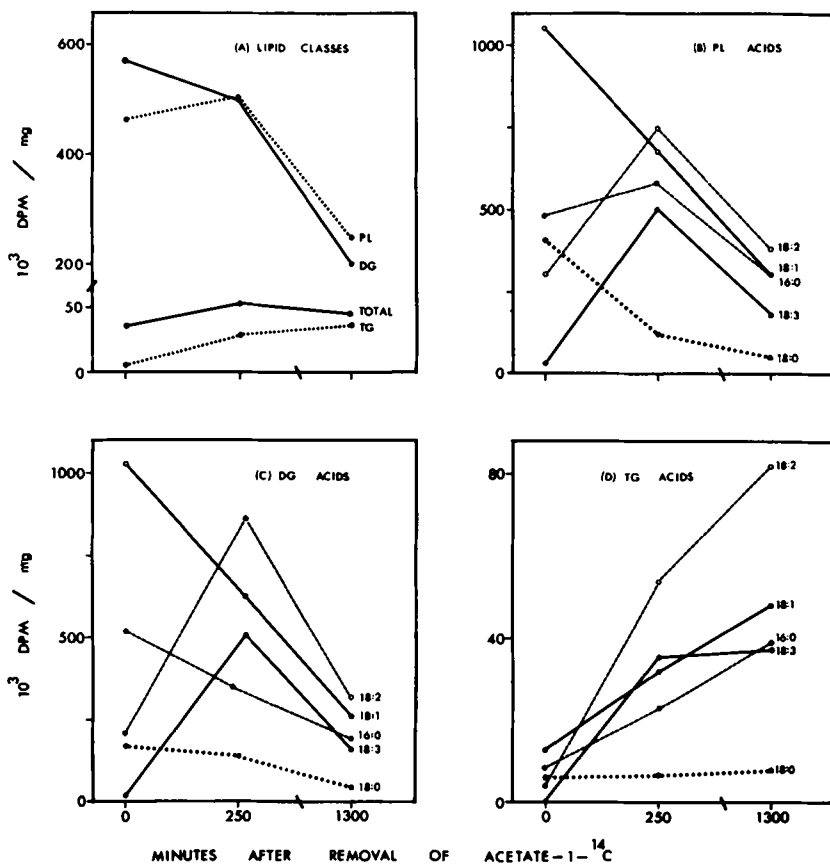 (A) LIPID CLASSES
600
400
200
50
0
PL
DG
TOTAL
TG
10³ DPM / mg
(B) PL ACIDS
1000
500
0
18:2
18:1
16:0
18:3
18:0
(C) DG ACIDS
1000
500
0
18:2
18:1
16:0
18:3
18:0
0 250 1300
10³ DPM / mg
(D) TG ACIDS
80
40
0
18:2
18:1
16:0
18:3
18:0
0 250 1300
MINUTES AFTER REMOVAL OF ACETATE-1-¹⁴C